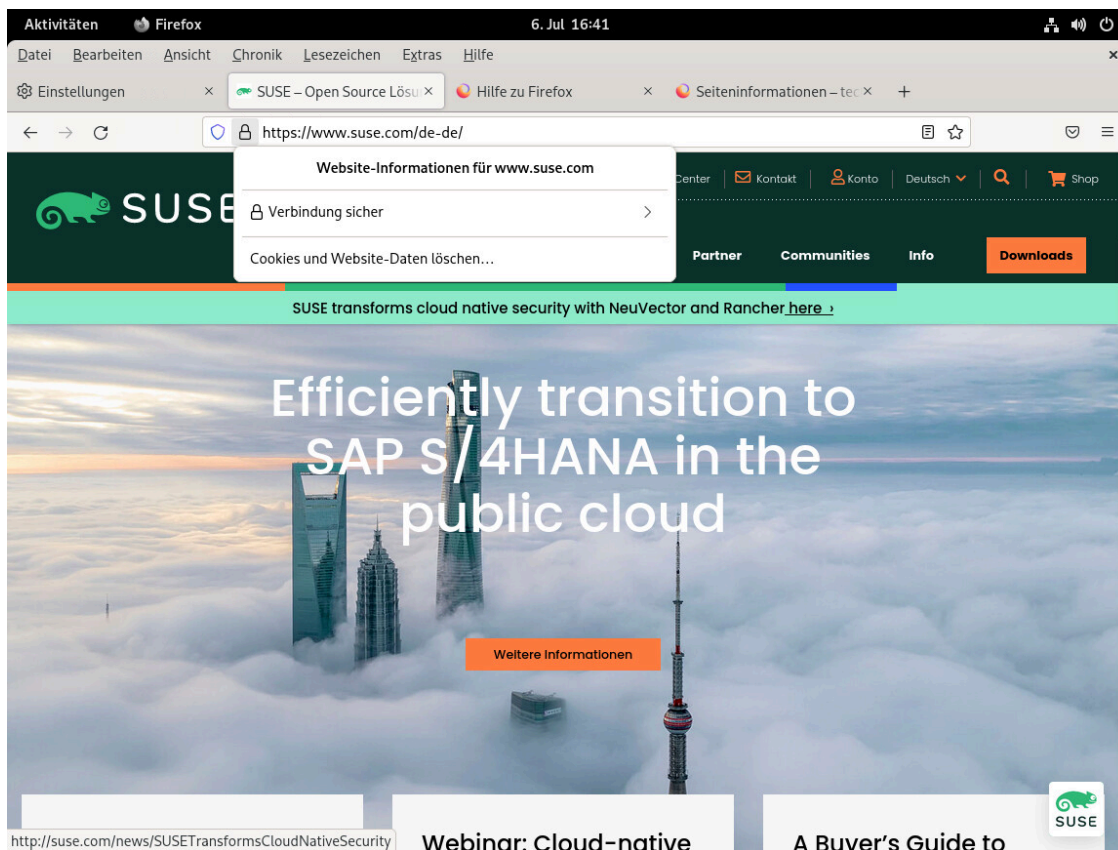 Aktivitäten Firefox 6. Jul 16:41
Datei Bearbeiten Ansicht Chronik Lesezeichen Extras Hilfe
Einstellungen SUSE – Open Source Lösu Hilfe zu Firefox Seiteninformationen – tec
https://www.suse.com/de-de/
Website-Informationen für www.suse.com
Verbindung sicher
Cookies und Website-Daten löschen…
Center Kontakt Konto Deutsch Shop
SUSE
Partner Communities Info Downloads
SUSE transforms cloud native security with NeuVector and Rancher here ›
Efficiently transition to
SAP S/4HANA in the
public cloud
Weitere Informationen
SUSE
http://suse.com/news/SUSETransformsCloudNativeSecurity
Webinar: Cloud-native
A Buyer's Guide to